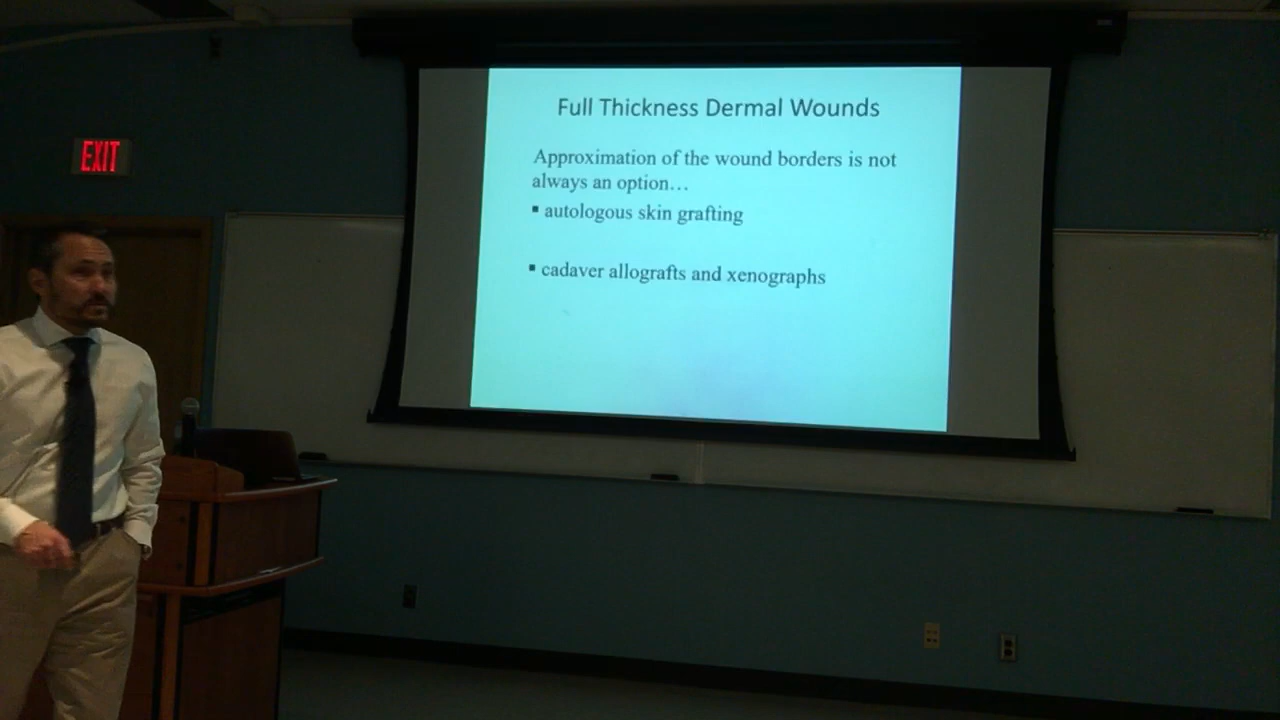 EXIT
Full Thickness Dermal Wounds
Approximation of the wound borders is not
always an option…
▪ autologous skin grafting
▪ cadaver allografts and xenographs